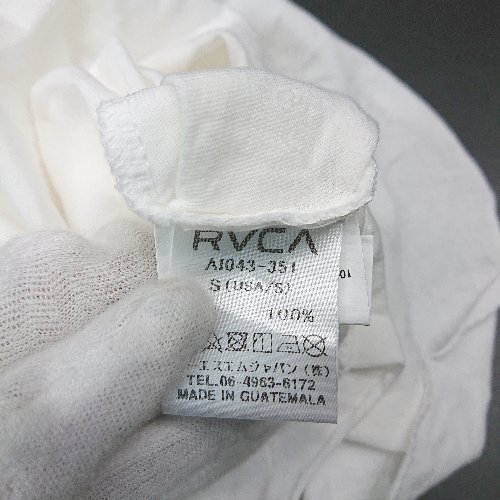 RVCA
AI043-351
S(USA/S)
100%
エスエムジャパン(株)
TEL.06-4963-6172
MADE IN GUATEMALA
10